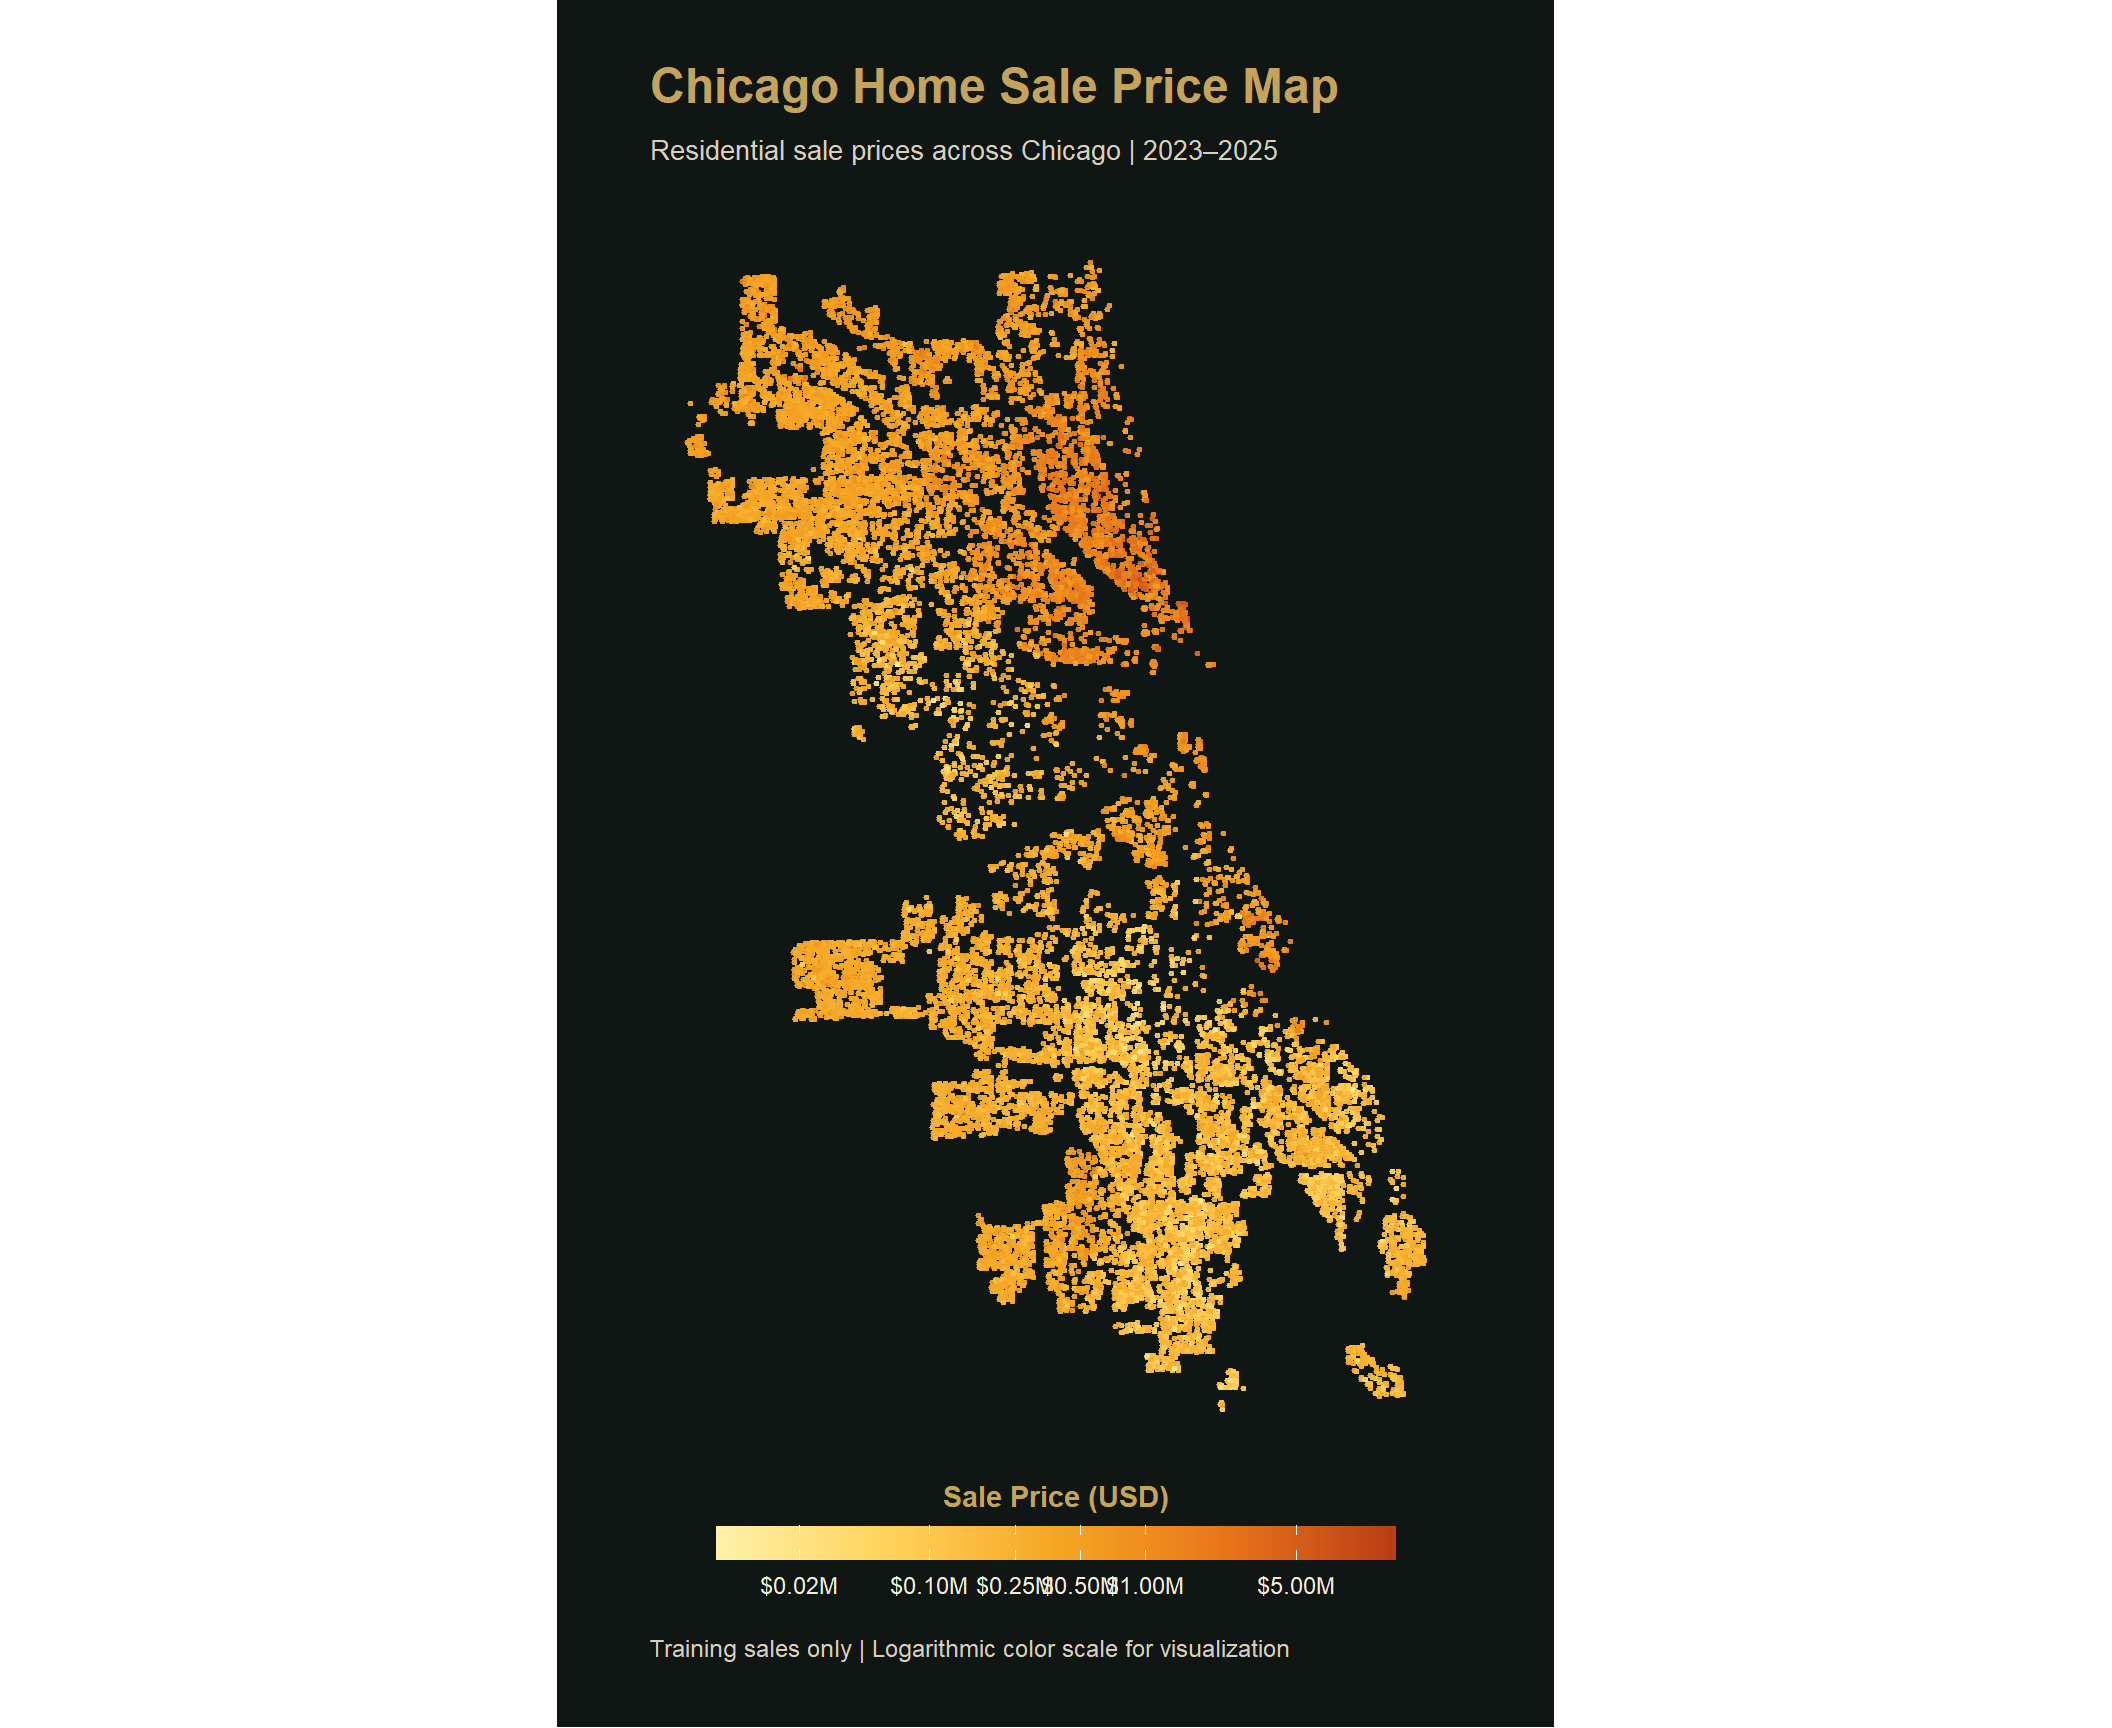 Chicago Home Sale Price Map
Residential sale prices across Chicago | 2023–2025
Sale Price (USD)
$0.02M $0.10M $0.25M $0.50M $1.00M $5.00M
Training sales only | Logarithmic color scale for visualization